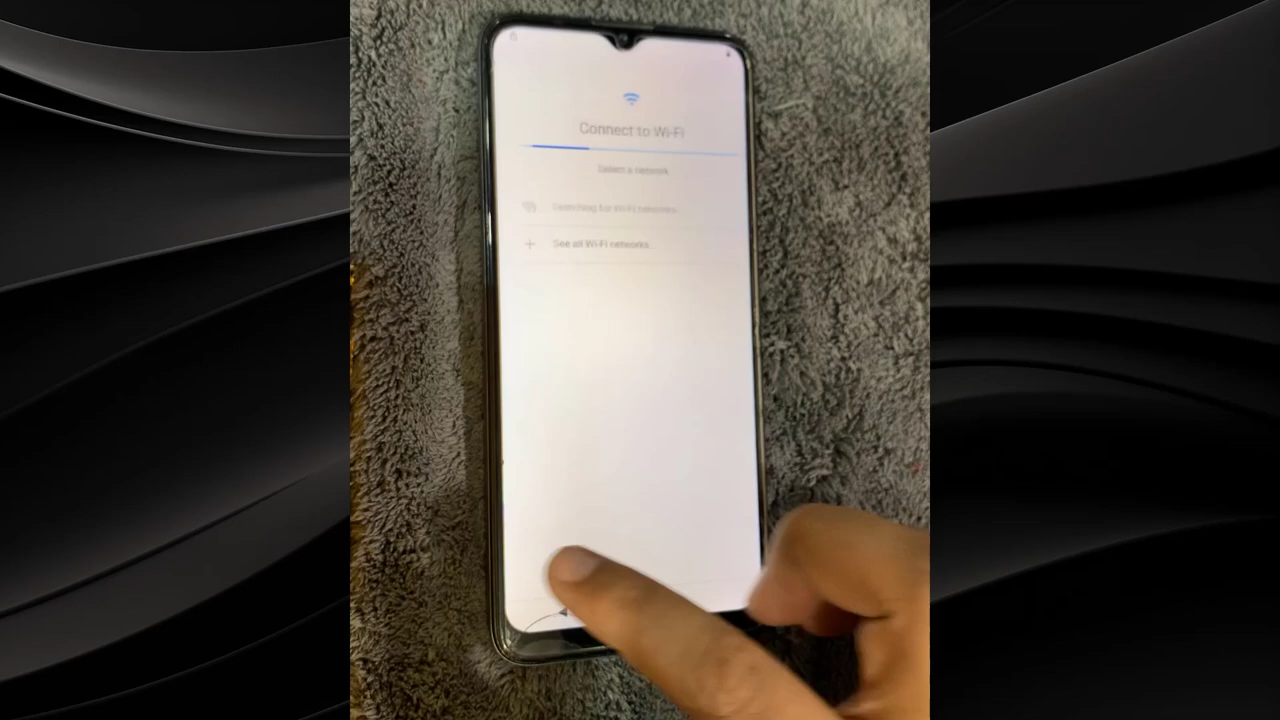 Connect to Wi-Fi
Select a network
Searching for Wi-Fi networks...
See all Wi-Fi networks